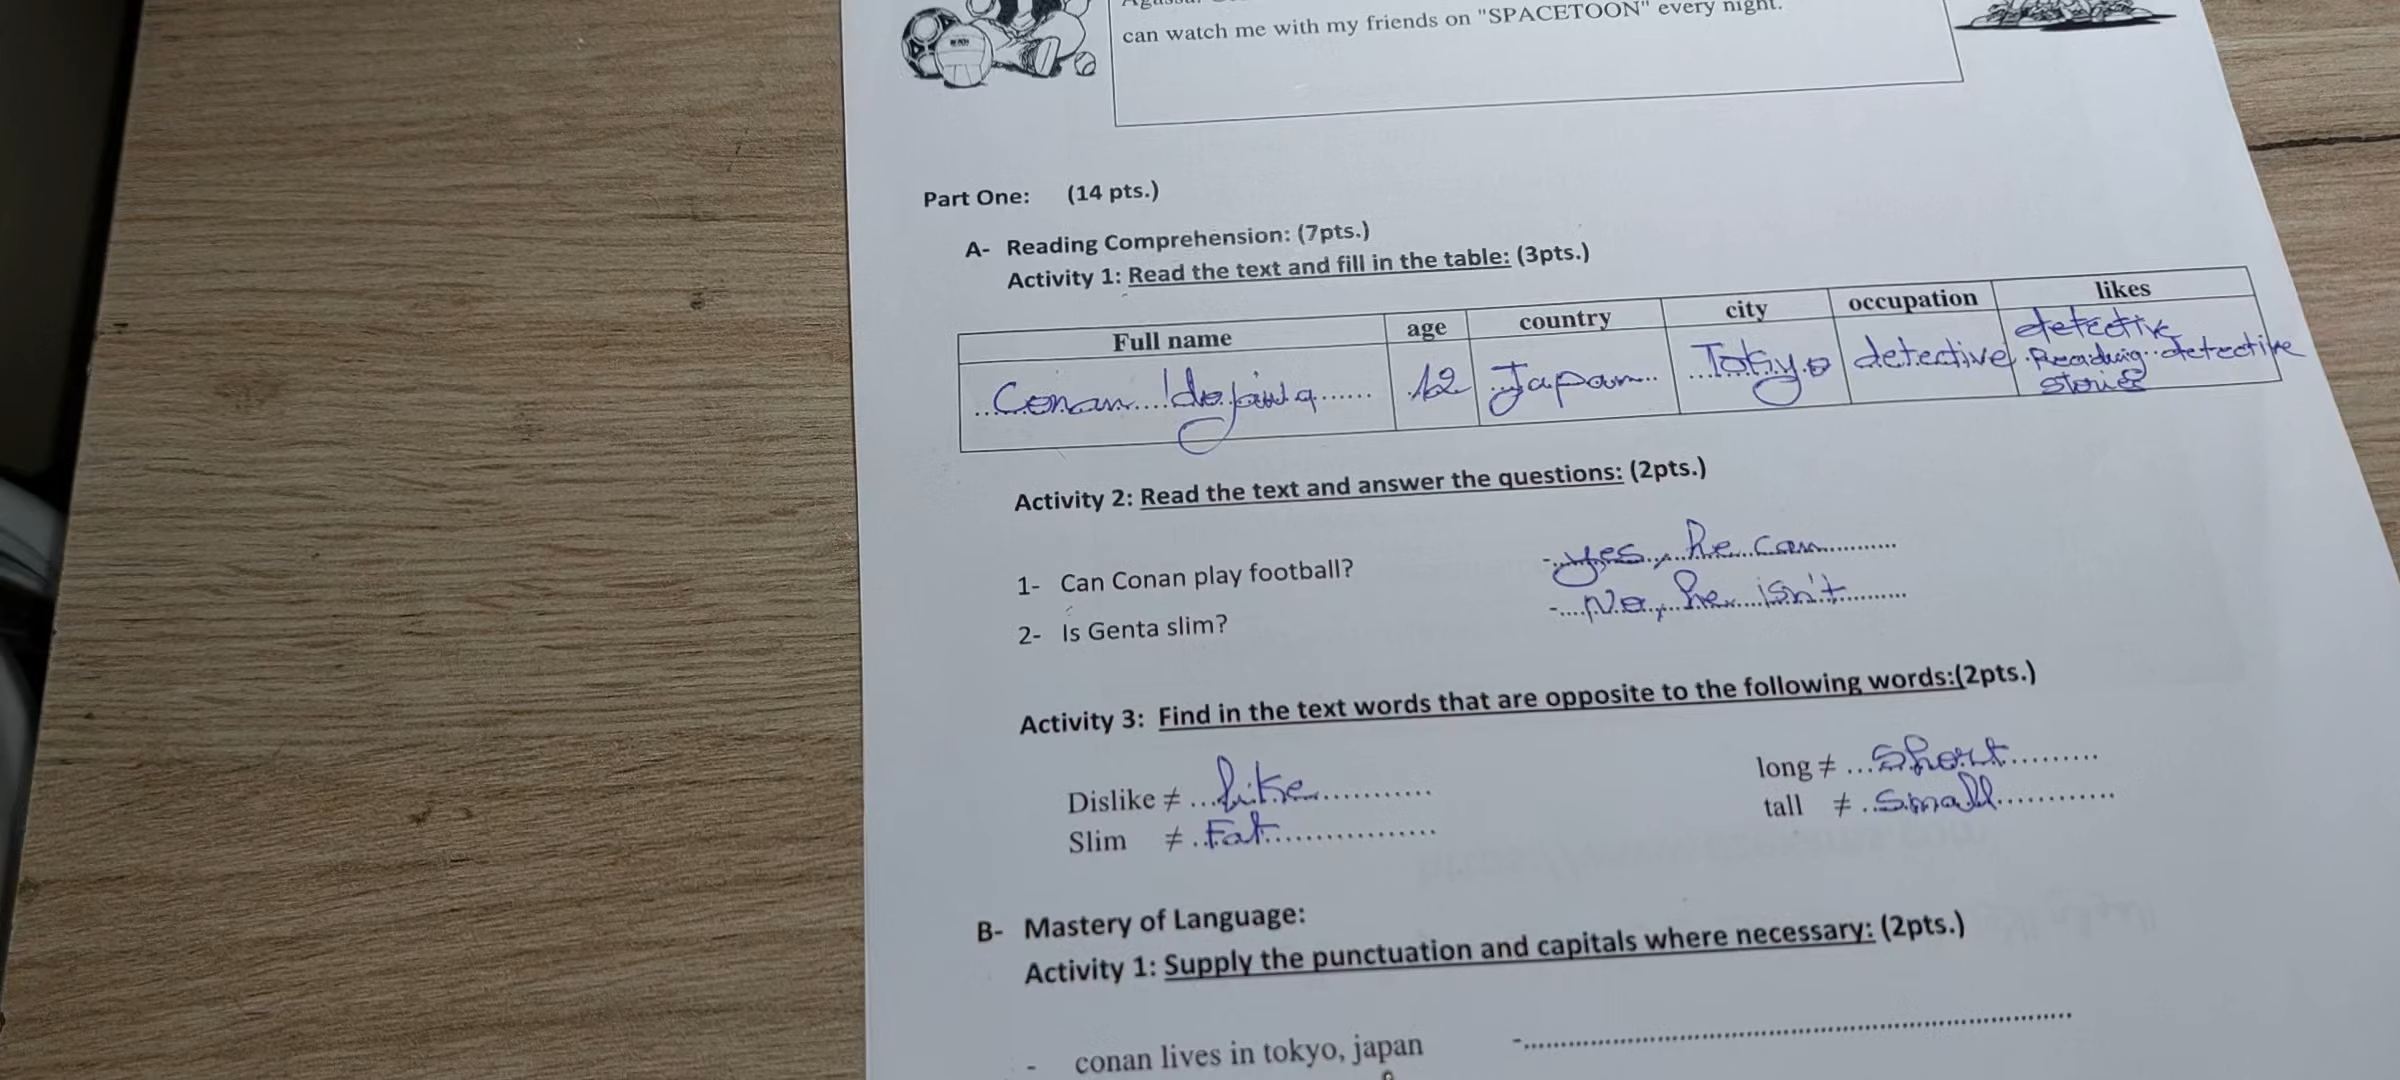 can watch me with my friends on "SPACETOON" every night.
Part One: (14 pts.)
A- Reading Comprehension: (7pts.)
Activity 1: Read the text and fill in the table: (3pts.)
Full name age country city occupation likes
Conan 12 Japan Tokyo detective detective Reading detective stories
Activity 2: Read the text and answer the questions: (2pts.)
1- Can Conan play football? - yes, he can
2- Is Genta slim? - No, he isn't
Activity 3: Find in the text words that are opposite to the following words:(2pts.)
Dislike ≠ ...like............ long ≠ ...short.........
Slim ≠ ..Fat............... tall ≠ ..small............
B- Mastery of Language:
Activity 1: Supply the punctuation and capitals where necessary: (2pts.)
- conan lives in tokyo, japan -......................................................